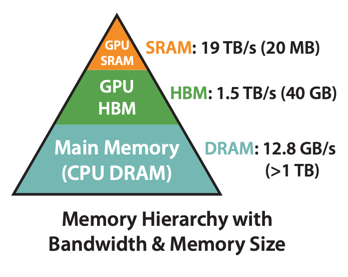 GPU
SRAM
SRAM: 19 TB/s (20 MB)
GPU
HBM
HBM: 1.5 TB/s (40 GB)
Main Memory
(CPU DRAM)
DRAM: 12.8 GB/s
(>1 TB)
Memory Hierarchy with
Bandwidth & Memory Size